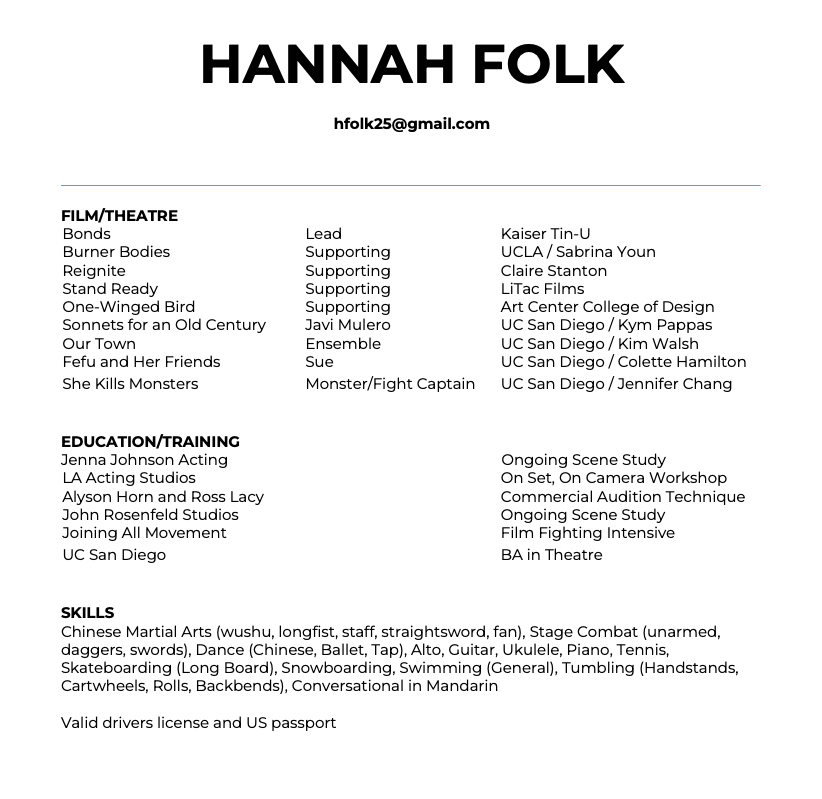 HANNAH FOLK
hfolk25@gmail.com
FILM/THEATRE
Bonds Lead Kaiser Tin-U
Burner Bodies Supporting UCLA / Sabrina Youn
Reignite Supporting Claire Stanton
Stand Ready Supporting LiTac Films
One-Winged Bird Supporting Art Center College of Design
Sonnets for an Old Century Javi Mulero UC San Diego / Kym Pappas
Our Town Ensemble UC San Diego / Kim Walsh
Fefu and Her Friends Sue UC San Diego / Colette Hamilton
She Kills Monsters Monster/Fight Captain UC San Diego / Jennifer Chang
EDUCATION/TRAINING
Jenna Johnson Acting Ongoing Scene Study
LA Acting Studios On Set, On Camera Workshop
Alyson Horn and Ross Lacy Commercial Audition Technique
John Rosenfeld Studios Ongoing Scene Study
Joining All Movement Film Fighting Intensive
UC San Diego BA in Theatre
SKILLS
Chinese Martial Arts (wushu, longfist, staff, straightsword, fan), Stage Combat (unarmed,
daggers, swords), Dance (Chinese, Ballet, Tap), Alto, Guitar, Ukulele, Piano, Tennis,
Skateboarding (Long Board), Snowboarding, Swimming (General), Tumbling (Handstands,
Cartwheels, Rolls, Backbends), Conversational in Mandarin
Valid drivers license and US passport